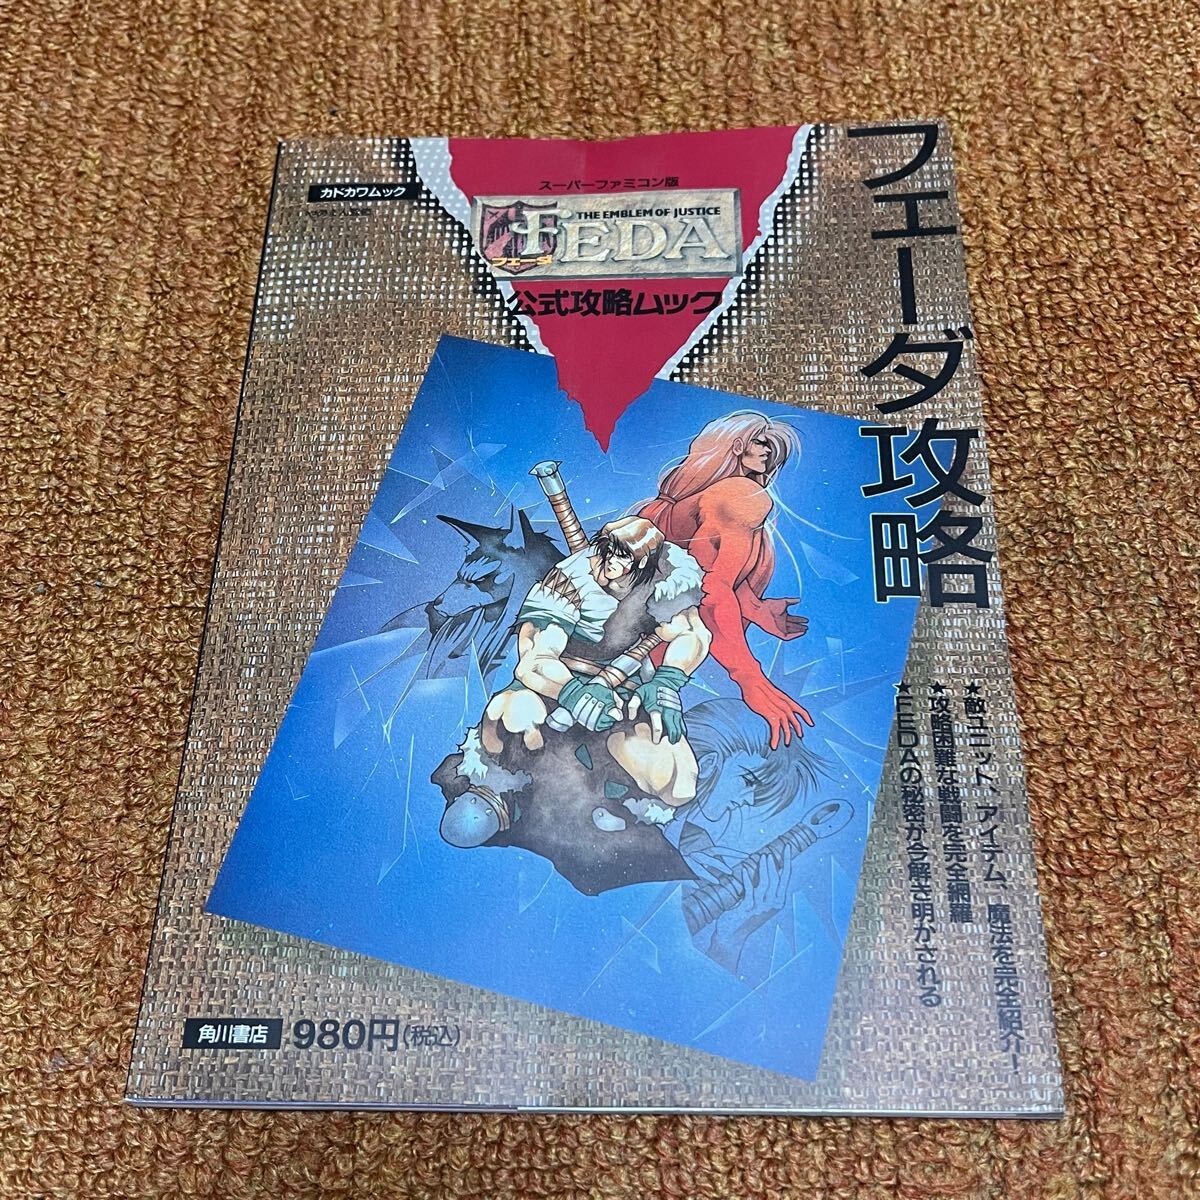 カドカワムック
スーパーファミコン版
THE EMBLEM OF JUSTICE
FEDA
フェーダ
公式攻略ムック
フェーダ攻略
★敵ユニット、アイテム、魔法を完全紹介!
★攻略困難な戦闘を完全網羅
★FEDAの秘密が今解き明かされる
角川書店
980円(税込)